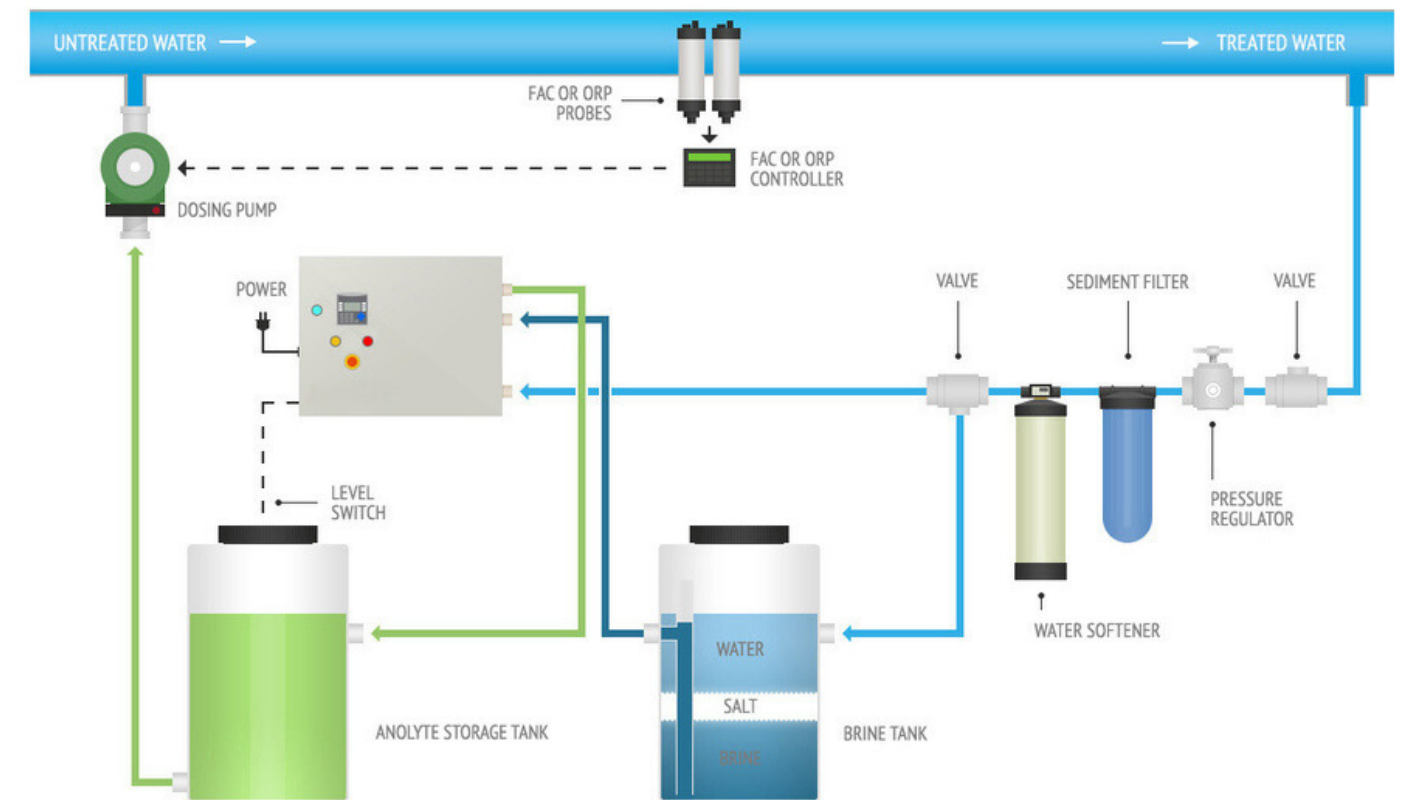 UNTREATED WATER
TREATED WATER
FAC OR ORP
PROBES
FAC OR ORP
CONTROLLER
DOSING PUMP
POWER
VALVE
SEDIMENT FILTER
VALVE
LEVEL
SWITCH
PRESSURE
REGULATOR
WATER SOFTENER
WATER
SALT
BRINE
ANOLYTE STORAGE TANK
BRINE TANK